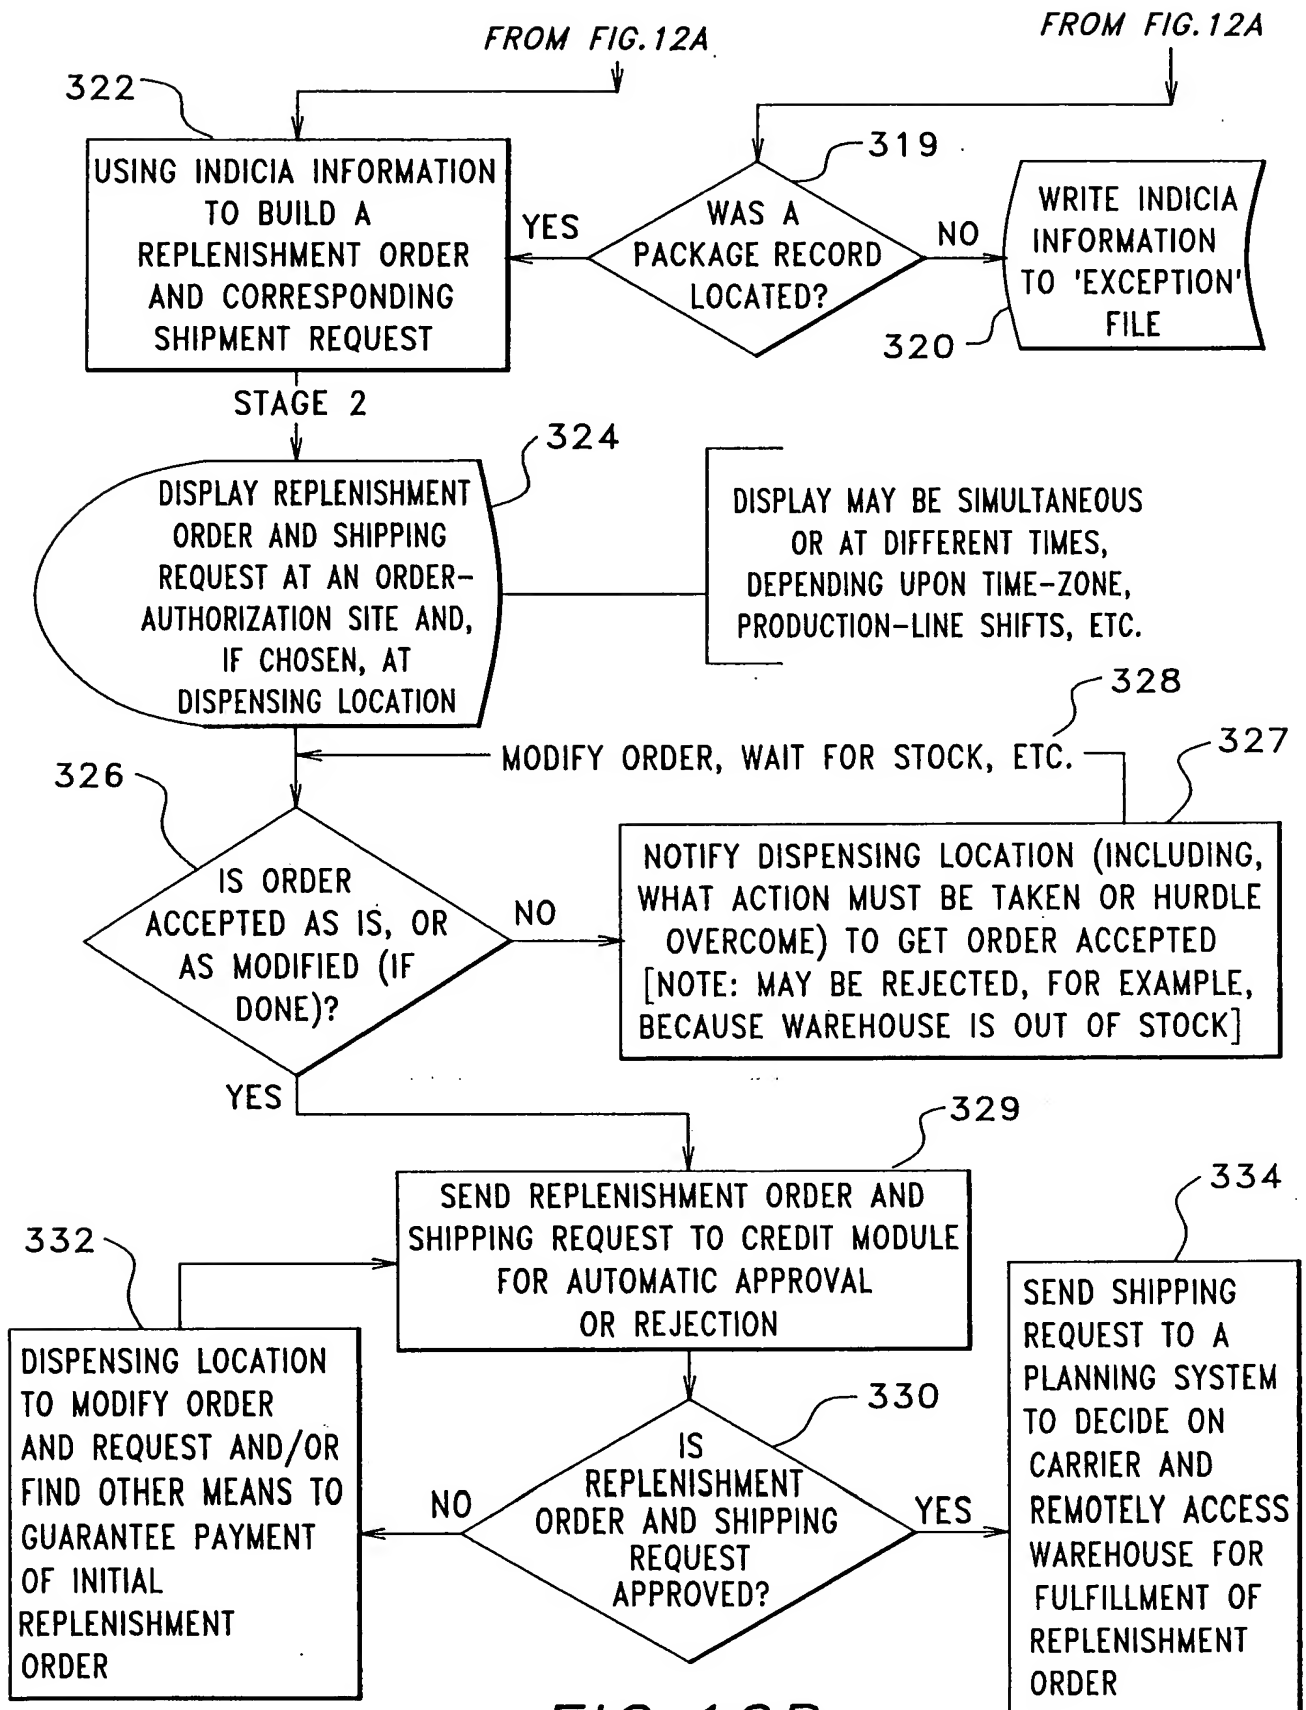 FROM FIG.12A
FROM FIG.12A
322
USING INDICIA INFORMATION
TO BUILD A
REPLENISHMENT ORDER
AND CORRESPONDING
SHIPMENT REQUEST
YES
319
WAS A
PACKAGE RECORD
LOCATED?
NO
WRITE INDICIA
INFORMATION
TO 'EXCEPTION'
FILE
320
STAGE 2
324
DISPLAY REPLENISHMENT
ORDER AND SHIPPING
REQUEST AT AN ORDER-
AUTHORIZATION SITE AND,
IF CHOSEN, AT
DISPENSING LOCATION
DISPLAY MAY BE SIMULTANEOUS
OR AT DIFFERENT TIMES,
DEPENDING UPON TIME-ZONE,
PRODUCTION-LINE SHIFTS, ETC.
328
MODIFY ORDER, WAIT FOR STOCK, ETC.
327
326
IS ORDER
ACCEPTED AS IS, OR
AS MODIFIED (IF
DONE)?
NO
NOTIFY DISPENSING LOCATION (INCLUDING,
WHAT ACTION MUST BE TAKEN OR HURDLE
OVERCOME) TO GET ORDER ACCEPTED
[NOTE: MAY BE REJECTED, FOR EXAMPLE,
BECAUSE WAREHOUSE IS OUT OF STOCK]
YES
329
SEND REPLENISHMENT ORDER AND
SHIPPING REQUEST TO CREDIT MODULE
FOR AUTOMATIC APPROVAL
OR REJECTION
332
DISPENSING LOCATION
TO MODIFY ORDER
AND REQUEST AND/OR
FIND OTHER MEANS TO
GUARANTEE PAYMENT
OF INITIAL
REPLENISHMENT
ORDER
NO
330
IS
REPLENISHMENT
ORDER AND SHIPPING
REQUEST
APPROVED?
YES
334
SEND SHIPPING
REQUEST TO A
PLANNING SYSTEM
TO DECIDE ON
CARRIER AND
REMOTELY ACCESS
WAREHOUSE FOR
FULFILLMENT OF
REPLENISHMENT
ORDER